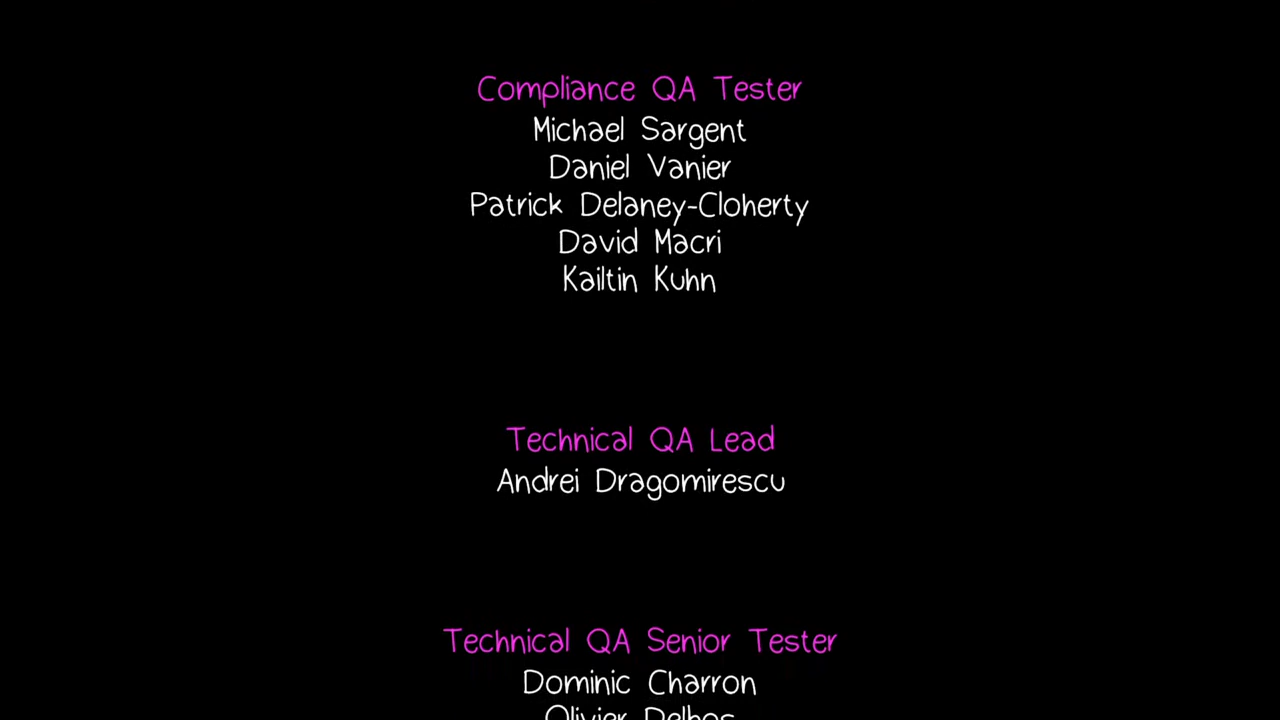 Compliance QA Tester
Michael Sargent
Daniel Vanier
Patrick Delaney-Cloherty
David Macri
Kailtin Kuhn
Technical QA Lead
Andrei Dragomirescu
Technical QA Senior Tester
Dominic Charron
Olivier Delbos